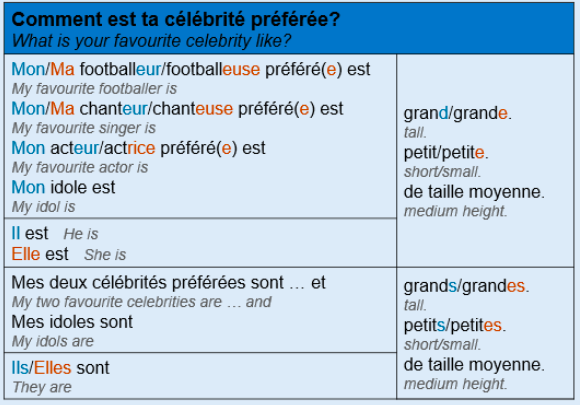 Comment est ta célébrité préférée?
What is your favourite celebrity like?
Mon/Ma footballeur/footballeuse préféré(e) est
My favourite footballer is
Mon/Ma chanteur/chanteuse préféré(e) est
My favourite singer is
Mon acteur/actrice préféré(e) est
My favourite actor is
Mon idole est
My idol is
Il est He is
Elle est She is
grand/grande.
tall.
petit/petite.
short/small.
de taille moyenne.
medium height.
Mes deux célébrités préférées sont … et
My two favourite celebrities are … and
Mes idoles sont
My idols are
Ils/Elles sont
They are
grands/grandes.
tall.
petits/petites.
short/small.
de taille moyenne.
medium height.